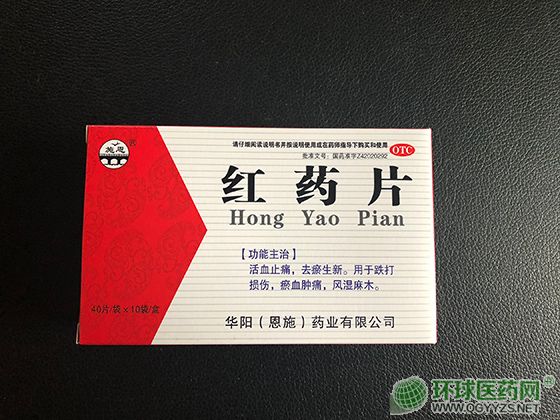 施恩
请仔细阅读说明书并按说明使用或在药师指导下购买和使用
批准文号：国药准字Z42020292
OTC
红药片
Hong Yao Pian
【功能主治】
活血止痛，去瘀生新。用于跌打
损伤，瘀血肿痛，风湿麻木。
40片/袋×10袋/盒
华阳（恩施）药业有限公司
环球医药网
WWW.QGYYZS.NET